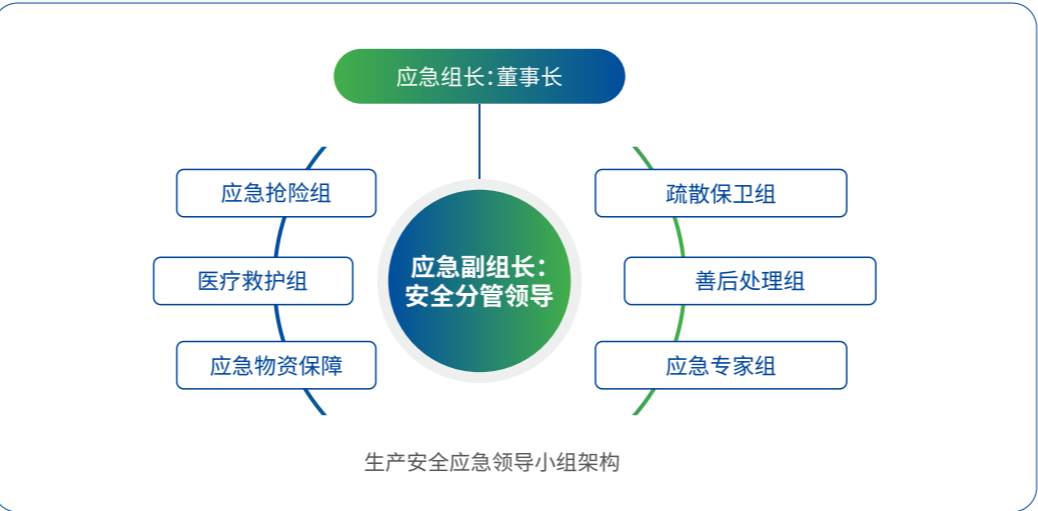 应急组长：董事长
应急抢险组
疏散保卫组
医疗救护组
应急副组长：
安全分管领导
善后处理组
应急物资保障
应急专家组
生产安全应急领导小组架构